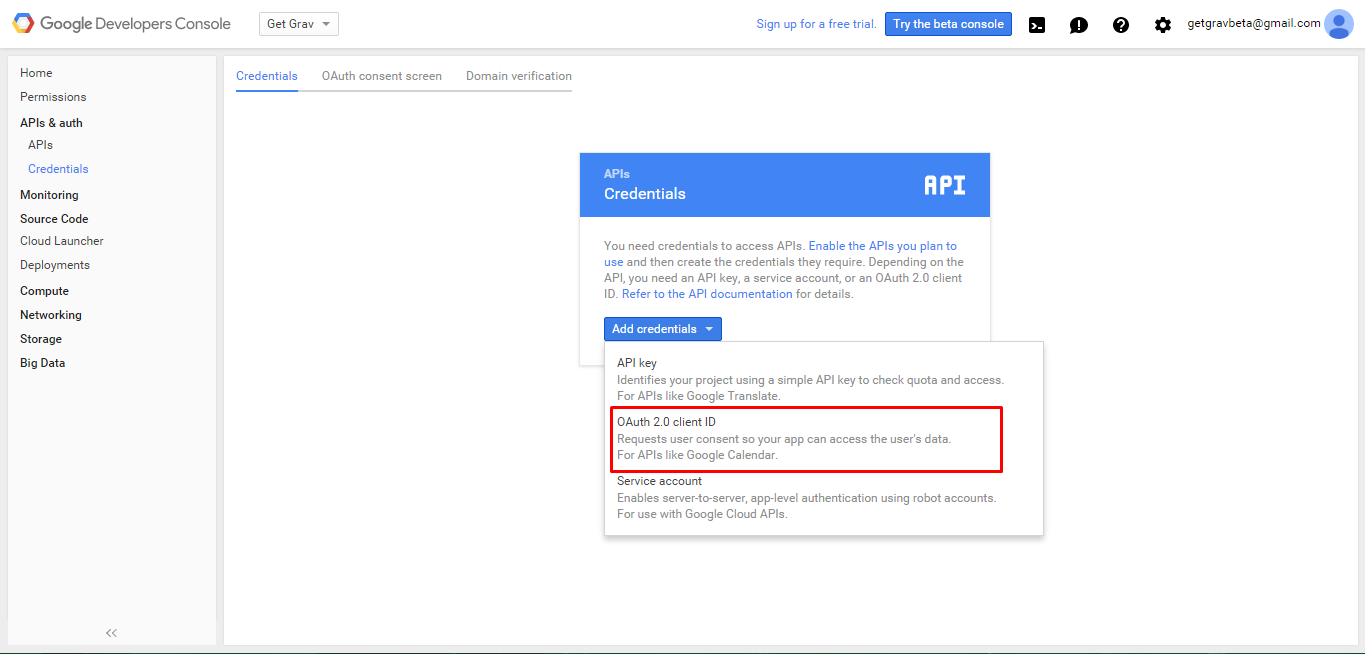 Google Developers Console
Get Grav
Sign up for a free trial.
Try the beta console
getgravbeta@gmail.com
Home
Permissions
APIs & auth
APIs
Credentials
Monitoring
Source Code
Cloud Launcher
Deployments
Compute
Networking
Storage
Big Data
Credentials
OAuth consent screen
Domain verification
APIs
Credentials
API
You need credentials to access APIs. Enable the APIs you plan to
use and then create the credentials they require. Depending on the
API, you need an API key, a service account, or an OAuth 2.0 client
ID. Refer to the API documentation for details.
Add credentials
API key
Identifies your project using a simple API key to check quota and access.
For APIs like Google Translate.
OAuth 2.0 client ID
Requests user consent so your app can access the user's data.
For APIs like Google Calendar.
Service account
Enables server-to-server, app-level authentication using robot accounts.
For use with Google Cloud APIs.